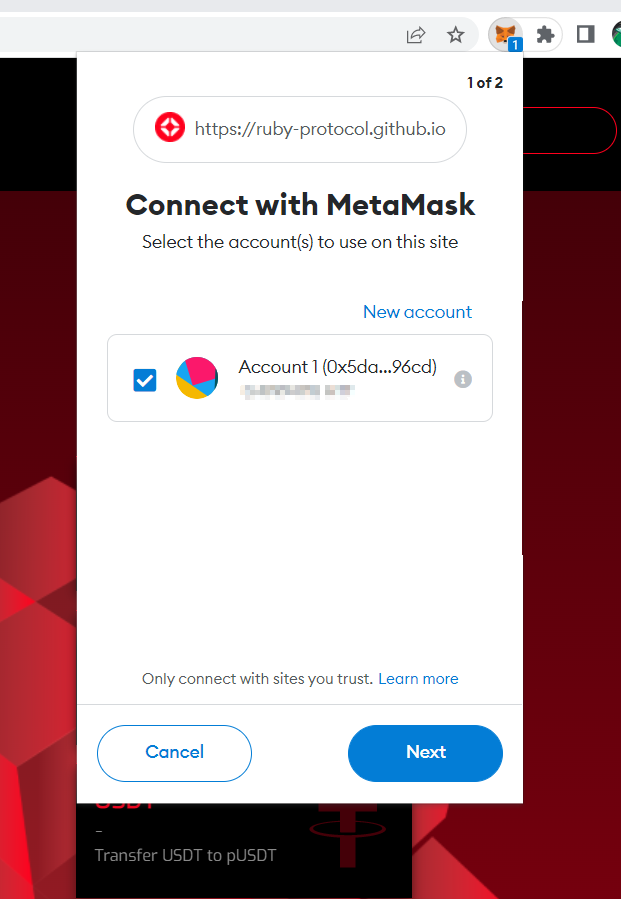 1
1 of 2
https://ruby-protocol.github.io
Connect with MetaMask
Select the account(s) to use on this site
New account
Account 1 (0x5da...96cd)
Only connect with sites you trust. Learn more
Cancel
Next
USDT
–
Transfer USDT to pUSDT